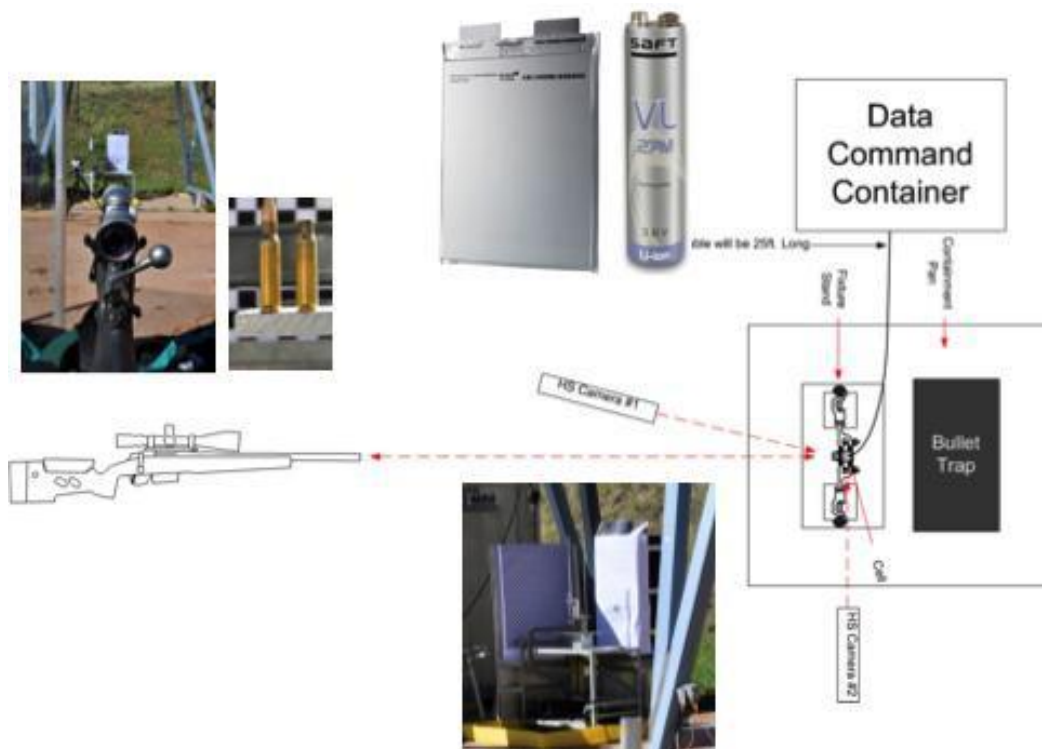 SAFT
VL
Li-ion
Data
Command
Container
ble will be 25ft. Long
Fixture
Stand
Containment
Pan
HS Camera #1
Bullet
Trap
Cell
HS Camera #2